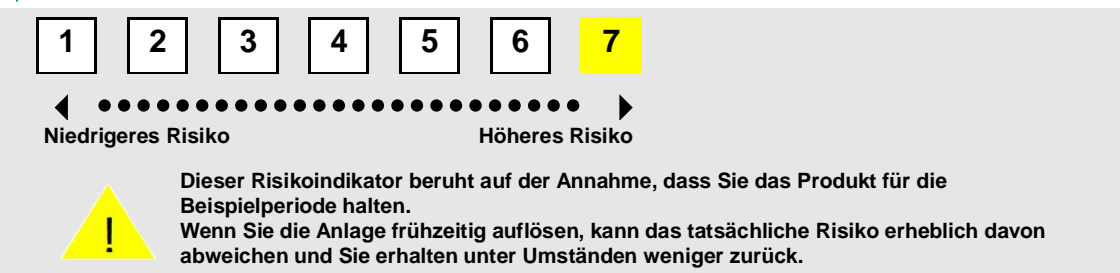 1 2 3 4 5 6 7
Niedrigeres Risiko Höheres Risiko
Dieser Risikoindikator beruht auf der Annahme, dass Sie das Produkt für die
Beispielperiode halten.
Wenn Sie die Anlage frühzeitig auflösen, kann das tatsächliche Risiko erheblich davon
abweichen und Sie erhalten unter Umständen weniger zurück.
!